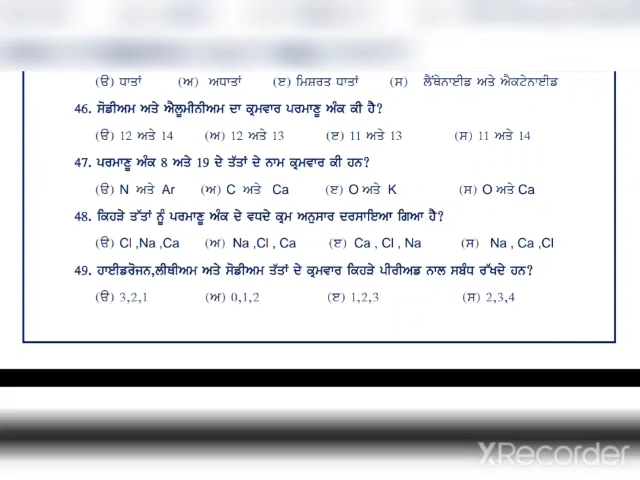 (ੳ) ਧਾਤਾਂ (ਅ) ਅਧਾਤਾਂ (ੲ) ਮਿਸ਼ਰਤ ਧਾਤਾਂ (ਸ) ਲੈਂਥੇਨਾਈਡ ਅਤੇ ਐਕਟੇਨਾਈਡ
46. ਸੋਡੀਅਮ ਅਤੇ ਐਲੂਮੀਨੀਅਮ ਦਾ ਕ੍ਰਮਵਾਰ ਪਰਮਾਣੂ ਅੰਕ ਕੀ ਹੈ?
(ੳ) 12 ਅਤੇ 14 (ਅ) 12 ਅਤੇ 13 (ੲ) 11 ਅਤੇ 13 (ਸ) 11 ਅਤੇ 14
47. ਪਰਮਾਣੂ ਅੰਕ 8 ਅਤੇ 19 ਦੇ ਤੱਤਾਂ ਦੇ ਨਾਮ ਕ੍ਰਮਵਾਰ ਕੀ ਹਨ?
(ੳ) N ਅਤੇ Ar (ਅ) C ਅਤੇ Ca (ੲ) O ਅਤੇ K (ਸ) O ਅਤੇ Ca
48. ਕਿਹੜੇ ਤੱਤਾਂ ਨੂੰ ਪਰਮਾਣੂ ਅੰਕ ਦੇ ਵਧਦੇ ਕ੍ਰਮ ਅਨੁਸਾਰ ਦਰਸਾਇਆ ਗਿਆ ਹੈ?
(ੳ) Cl ,Na ,Ca (ਅ) Na ,Cl , Ca (ੲ) Ca , Cl , Na (ਸ) Na , Ca ,Cl
49. ਹਾਈਡਰੋਜਨ,ਲੀਥੀਅਮ ਅਤੇ ਸੋਡੀਅਮ ਤੱਤਾਂ ਦੇ ਕ੍ਰਮਵਾਰ ਕਿਹੜੇ ਪੀਰੀਅਡ ਨਾਲ ਸਬੰਧ ਰੱਖਦੇ ਹਨ?
(ੳ) 3,2,1 (ਅ) 0,1,2 (ੲ) 1,2,3 (ਸ) 2,3,4
XRecorder